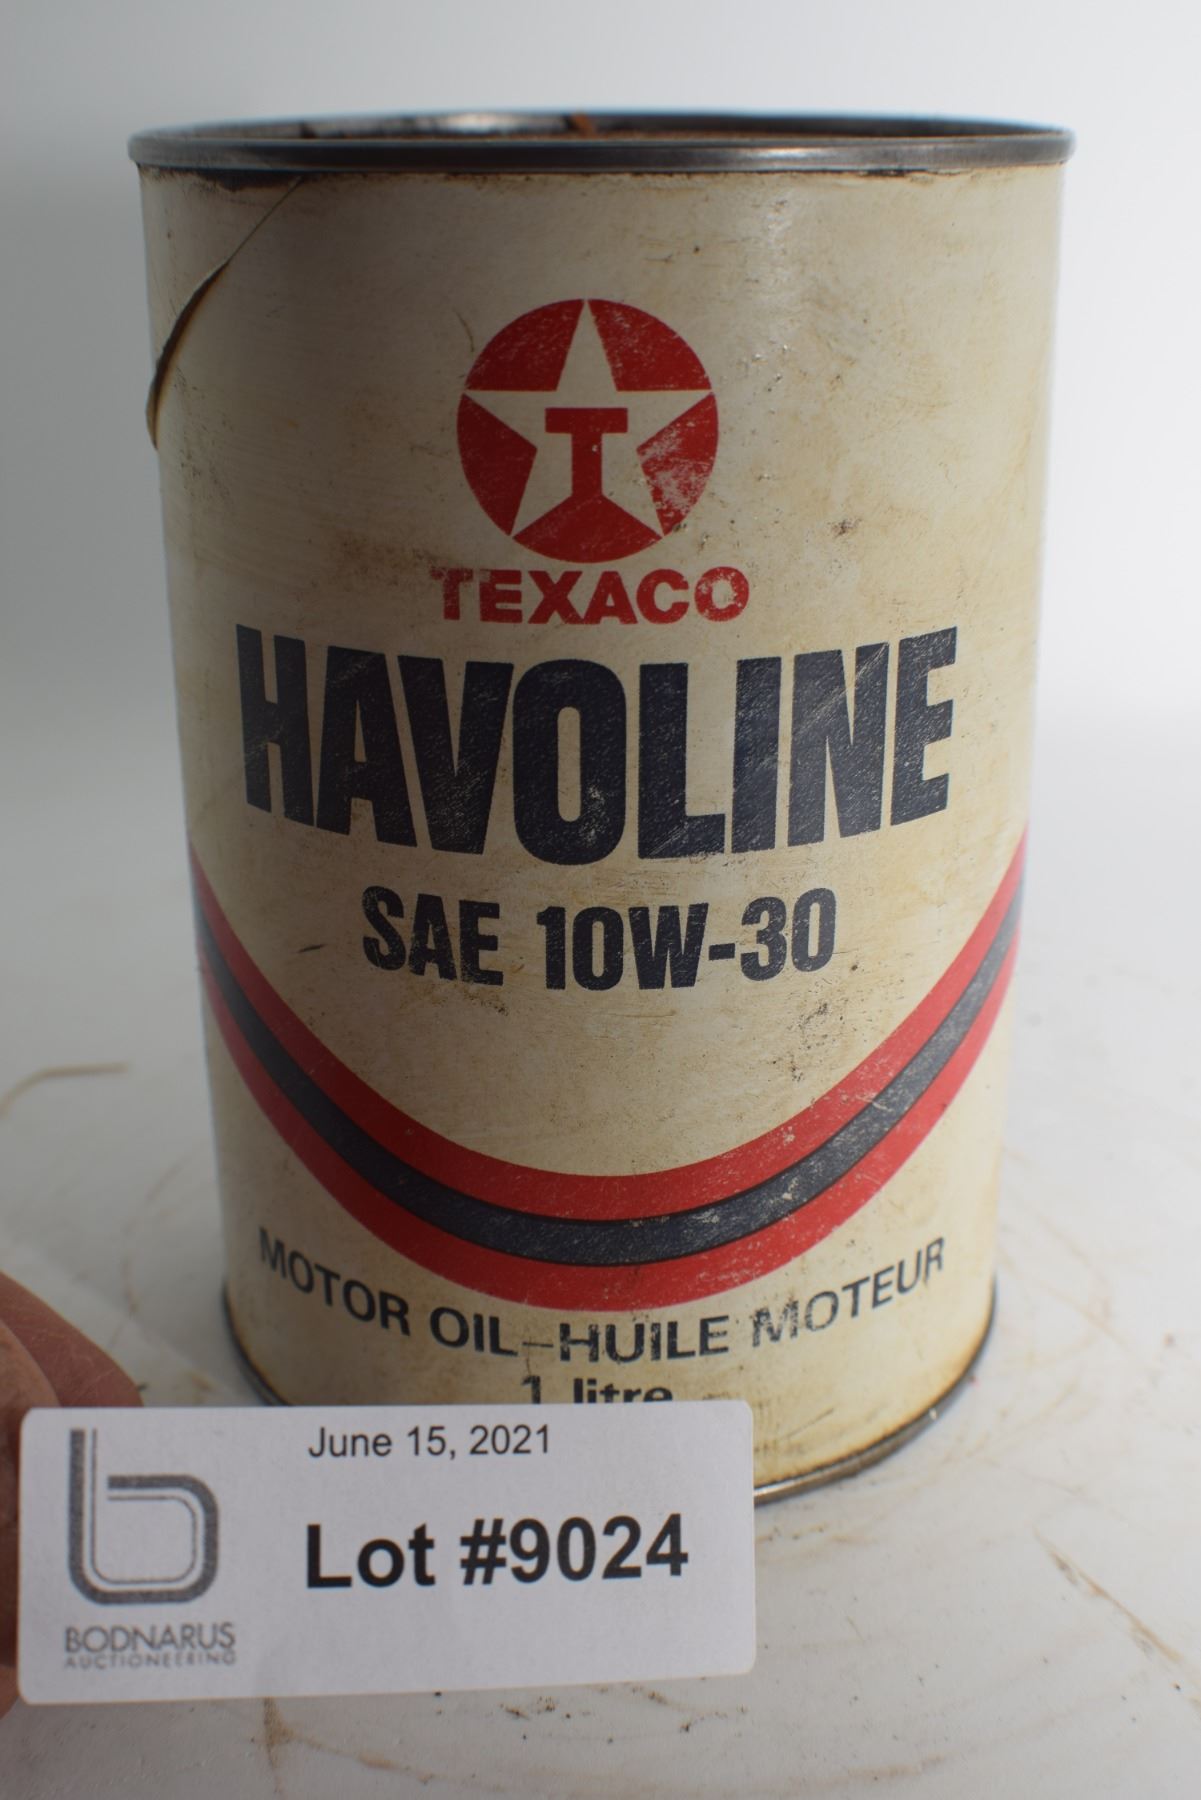 T
TEXACO
HAVOLINE
SAE 10W-30
MOTOR OIL-HUILE MOTEUR
1 litre
June 15, 2021
Lot #9024
b
BODNARUS
AUCTIONEERING